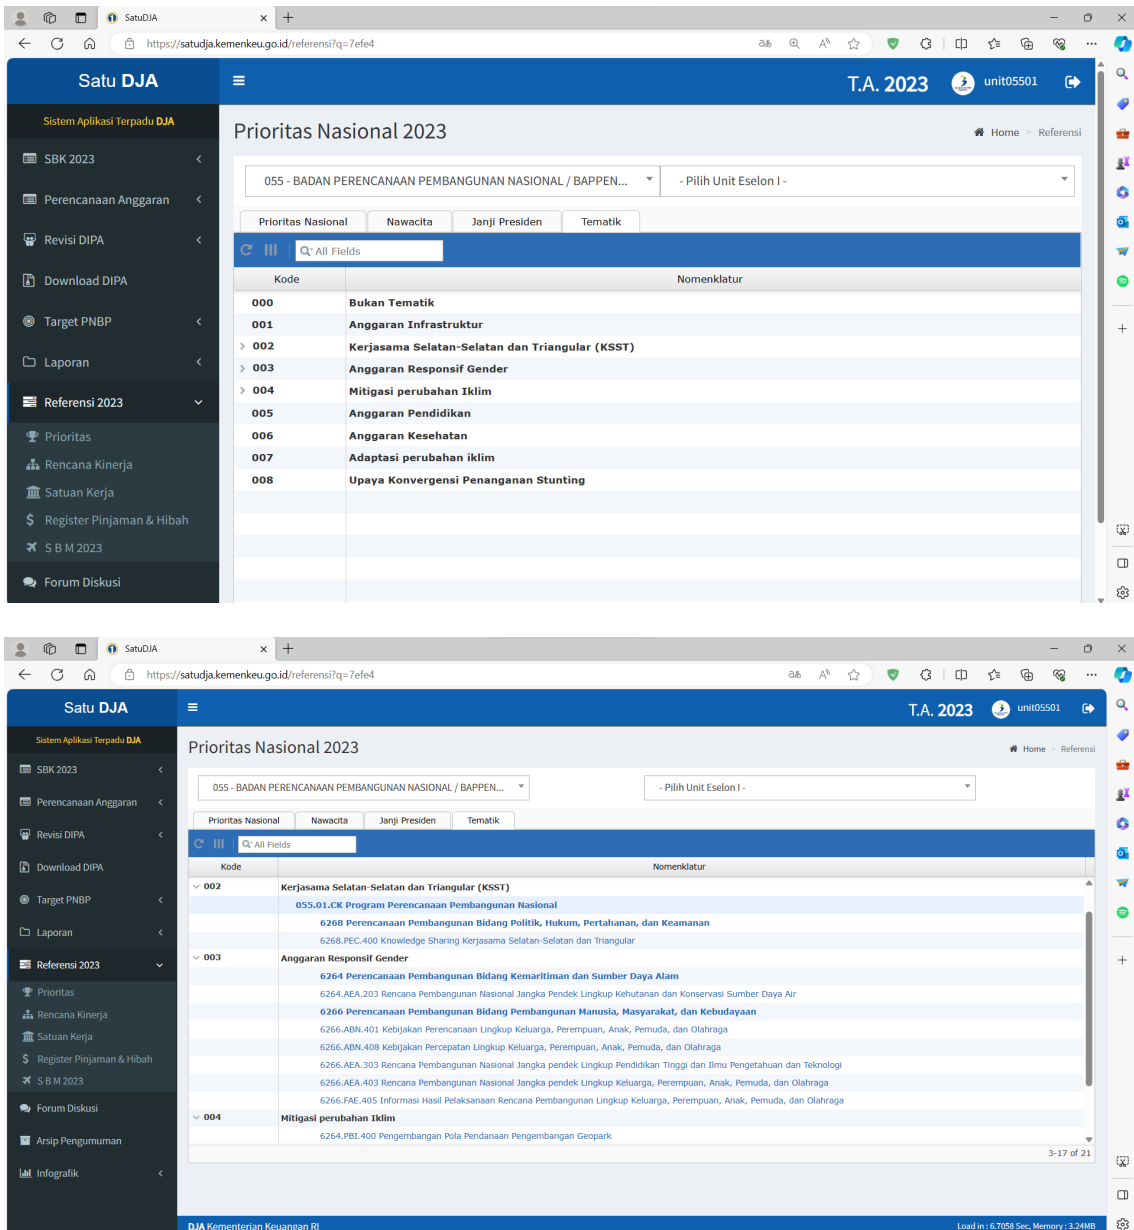 SatuDJA
https://satudja.kemenkeu.go.id/referensi?q=7efe4
Satu DJA
T.A. 2023 unit05501
Sistem Aplikasi Terpadu DJA
Prioritas Nasional 2023
Home > Referensi
SBK 2023
Perencanaan Anggaran
Revisi DIPA
Download DIPA
Target PNBP
Laporan
Referensi 2023
Prioritas
Rencana Kinerja
Satuan Kerja
Register Pinjaman & Hibah
S B M 2023
Forum Diskusi
055 - BADAN PERENCANAAN PEMBANGUNAN NASIONAL / BAPPEN... - Pilih Unit Eselon I -
Prioritas Nasional Nawacita Janji Presiden Tematik
All Fields
Kode Nomenklatur
000 Bukan Tematik
001 Anggaran Infrastruktur
002 Kerjasama Selatan-Selatan dan Triangular (KSST)
003 Anggaran Responsif Gender
004 Mitigasi perubahan Iklim
005 Anggaran Pendidikan
006 Anggaran Kesehatan
007 Adaptasi perubahan iklim
008 Upaya Konvergensi Penanganan Stunting
SatuDJA
https://satudja.kemenkeu.go.id/referensi?q=7efe4
Satu DJA
T.A. 2023 unit05501
Sistem Aplikasi Terpadu DJA
Prioritas Nasional 2023
Home > Referensi
SBK 2023
Perencanaan Anggaran
Revisi DIPA
Download DIPA
Target PNBP
Laporan
Referensi 2023
Prioritas
Rencana Kinerja
Satuan Kerja
Register Pinjaman & Hibah
S B M 2023
Forum Diskusi
Arsip Pengumuman
Infografik
055 - BADAN PERENCANAAN PEMBANGUNAN NASIONAL / BAPPEN... - Pilih Unit Eselon I -
Prioritas Nasional Nawacita Janji Presiden Tematik
All Fields
Kode Nomenklatur
002 Kerjasama Selatan-Selatan dan Triangular (KSST)
055.01.CK Program Perencanaan Pembangunan Nasional
6268 Perencanaan Pembangunan Bidang Politik, Hukum, Pertahanan, dan Keamanan
6268.PEC.400 Knowledge Sharing Kerjasama Selatan-Selatan dan Triangular
003 Anggaran Responsif Gender
6264 Perencanaan Pembangunan Bidang Kemaritiman dan Sumber Daya Alam
6264.AEA.203 Rencana Pembangunan Nasional Jangka Pendek Lingkup Kehutanan dan Konservasi Sumber Daya Air
6266 Perencanaan Pembangunan Bidang Pembangunan Manusia, Masyarakat, dan Kebudayaan
6266.ABN.401 Kebijakan Perencanaan Lingkup Keluarga, Perempuan, Anak, Pemuda, dan Olahraga
6266.ABN.408 Kebijakan Percepatan Lingkup Keluarga, Perempuan, Anak, Pemuda, dan Olahraga
6266.AEA.303 Rencana Pembangunan Nasional Jangka pendek Lingkup Pendidikan Tinggi dan Ilmu Pengetahuan dan Teknologi
6266.AEA.403 Rencana Pembangunan Nasional Jangka pendek Lingkup Keluarga, Perempuan, Anak, Pemuda, dan Olahraga
6266.FAE.405 Informasi Hasil Pelaksanaan Rencana Pembangunan Lingkup Keluarga, Perempuan, Anak, Pemuda, dan Olahraga
004 Mitigasi perubahan Iklim
6264.PBI.400 Pengembangan Pola Pendanaan Pengembangan Geopark
3-17 of 21
DJA Kementerian Keuangan RI
Load in : 6.7058 Sec, Memory : 3.24MB